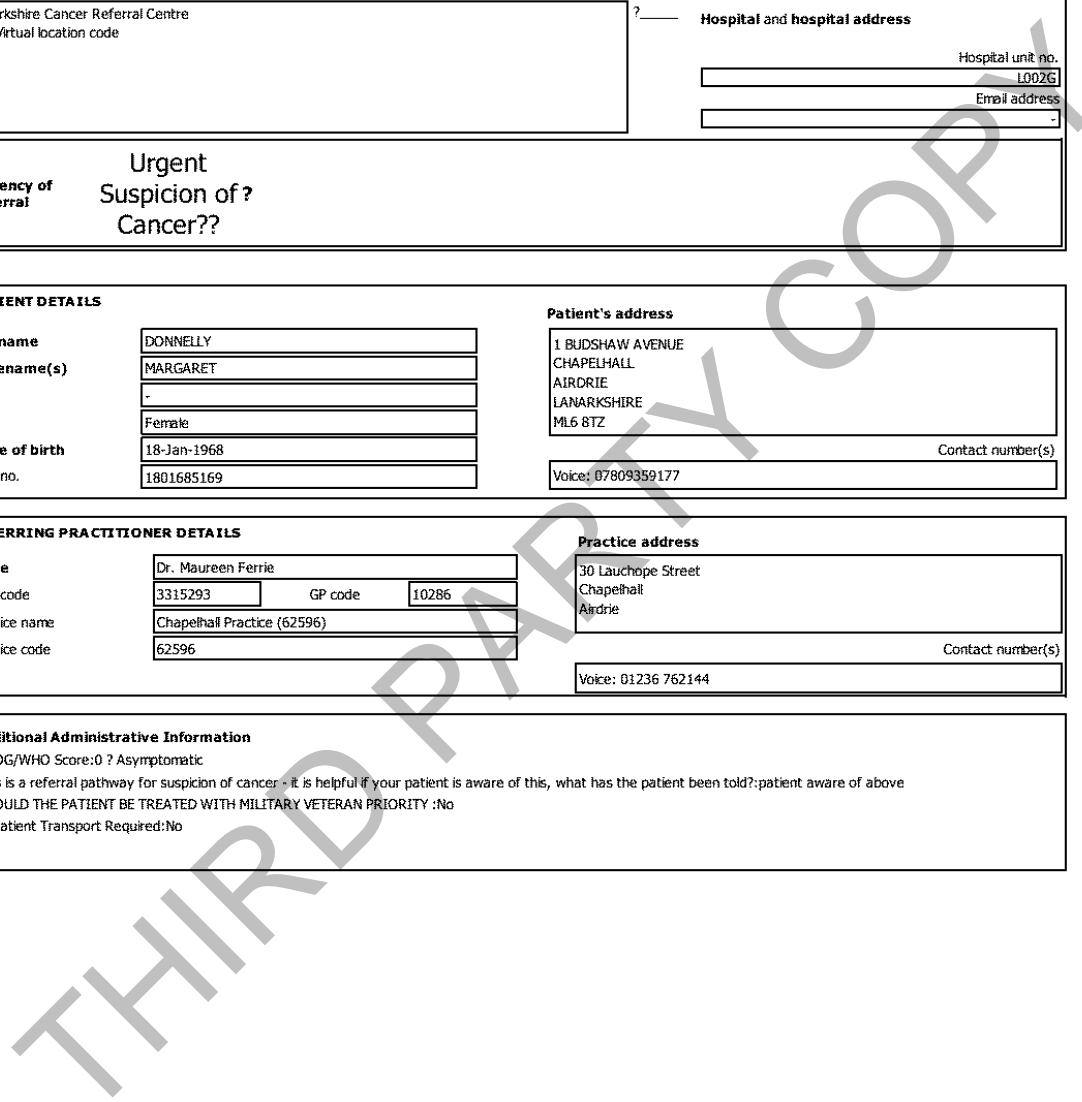 rkshire Cancer Referral Centre
Virtual location code
?_____
Hospital and hospital address
Hospital unit no.
L002G
Email address
-
ency of
erral
Urgent
Suspicion of ?
Cancer??
IENT DETAILS
name
DONNELLY
ename(s)
MARGARET
-
Female
e of birth
18-Jan-1968
no.
1801685169
Patient's address
1 BUDSHAW AVENUE
CHAPELHALL
AIRDRIE
LANARKSHIRE
ML6 8TZ
Contact number(s)
Voice: 07809359177
ERRING PRACTITIONER DETAILS
e
Dr. Maureen Ferrie
code
3315293
GP code
10286
ice name
Chapelhall Practice (62596)
ice code
62596
Practice address
30 Lauchope Street
Chapelhall
Airdrie
Contact number(s)
Voice: 01236 762144
itional Administrative Information
OG/WHO Score:0 ? Asymptomatic
s is a referral pathway for suspicion of cancer - it is helpful if your patient is aware of this, what has the patient been told?:patient aware of above
OULD THE PATIENT BE TREATED WITH MILITARY VETERAN PRIORITY :No
atient Transport Required:No
THIRD PARTY COPY